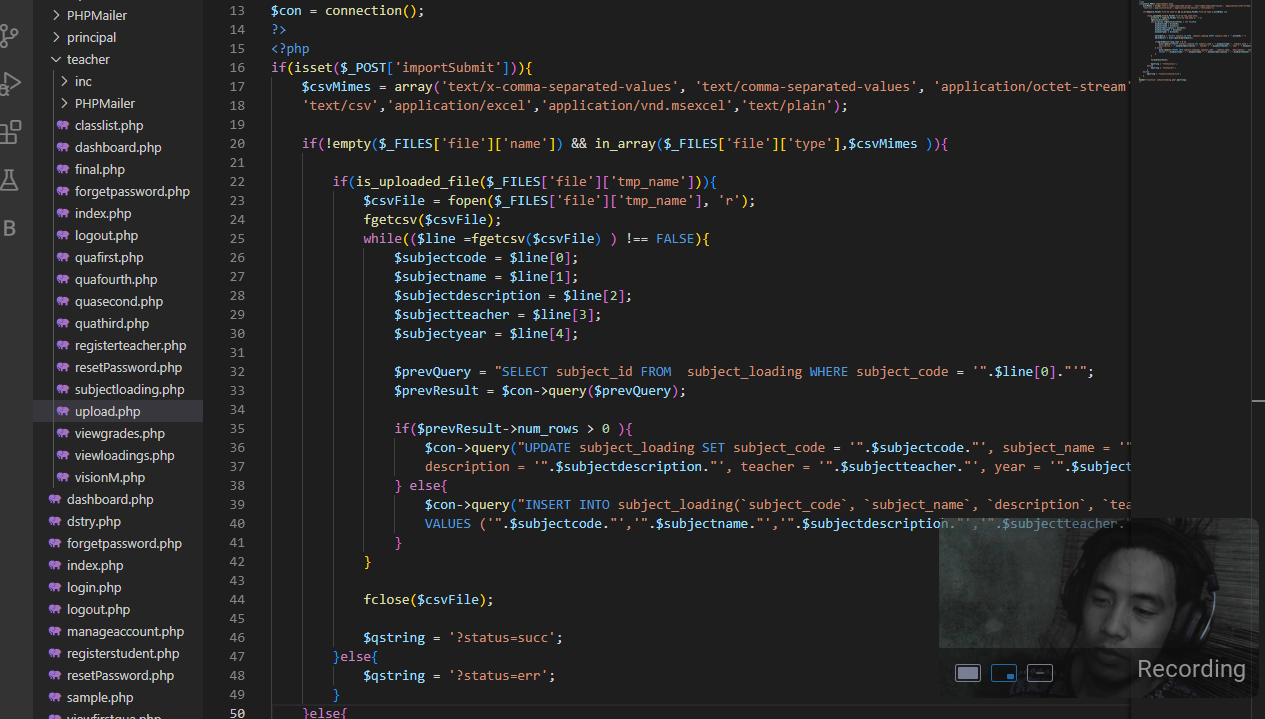 PHPMailer
principal
teacher
inc
PHPMailer
classlist.php
dashboard.php
final.php
forgetpassword.php
index.php
logout.php
quafirst.php
quafourth.php
quasecond.php
quathird.php
registerteacher.php
resetPassword.php
subjectloading.php
upload.php
viewgrades.php
viewloadings.php
visionM.php
dashboard.php
dstry.php
forgetpassword.php
index.php
login.php
logout.php
manageaccount.php
registerstudent.php
resetPassword.php
sample.php
viewfirstqua.php
B
13 $con = connection();
14 ?>
15 <?php
16 if(isset($_POST['importSubmit'])){
17 $csvMimes = array('text/x-comma-separated-values', 'text/comma-separated-values', 'application/octet-stream'
18 'text/csv','application/excel','application/vnd.msexcel','text/plain');
19
20 if(!empty($_FILES['file']['name']) && in_array($_FILES['file']['type'],$csvMimes )){
21
22 if(is_uploaded_file($_FILES['file']['tmp_name'])){
23 $csvFile = fopen($_FILES['file']['tmp_name'], 'r');
24 fgetcsv($csvFile);
25 while(($line =fgetcsv($csvFile) ) !== FALSE){
26 $subjectcode = $line[0];
27 $subjectname = $line[1];
28 $subjectdescription = $line[2];
29 $subjectteacher = $line[3];
30 $subjectyear = $line[4];
31
32 $prevQuery = "SELECT subject_id FROM  subject_loading WHERE subject_code = '".$line[0]."'";
33 $prevResult = $con->query($prevQuery);
34
35 if($prevResult->num_rows > 0 ){
36 $con->query("UPDATE subject_loading SET subject_code = '".$subjectcode."', subject_name = '"
37 description = '".$subjectdescription."', teacher = '".$subjectteacher."', year = '".$subject
38 } else{
39 $con->query("INSERT INTO subject_loading(`subject_code`, `subject_name`, `description`, `tea
40 VALUES ('".$subjectcode."','".$subjectname."','".$subjectdescription."','".$subjectteacher."
41 }
42 }
43
44 fclose($csvFile);
45
46 $qstring = '?status=succ';
47 }else{
48 $qstring = '?status=err';
49 }
50 }else{
Recording